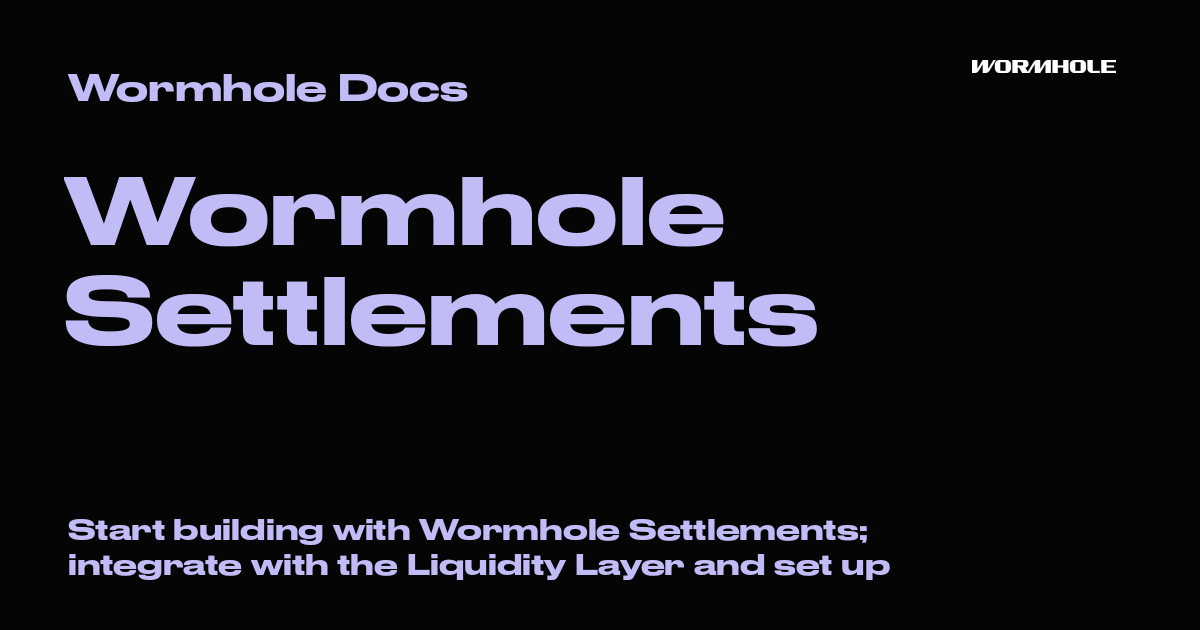 Wormhole Docs
WORMHOLE
Wormhole
Settlements
Start building with Wormhole Settlements;
integrate with the Liquidity Layer and set up